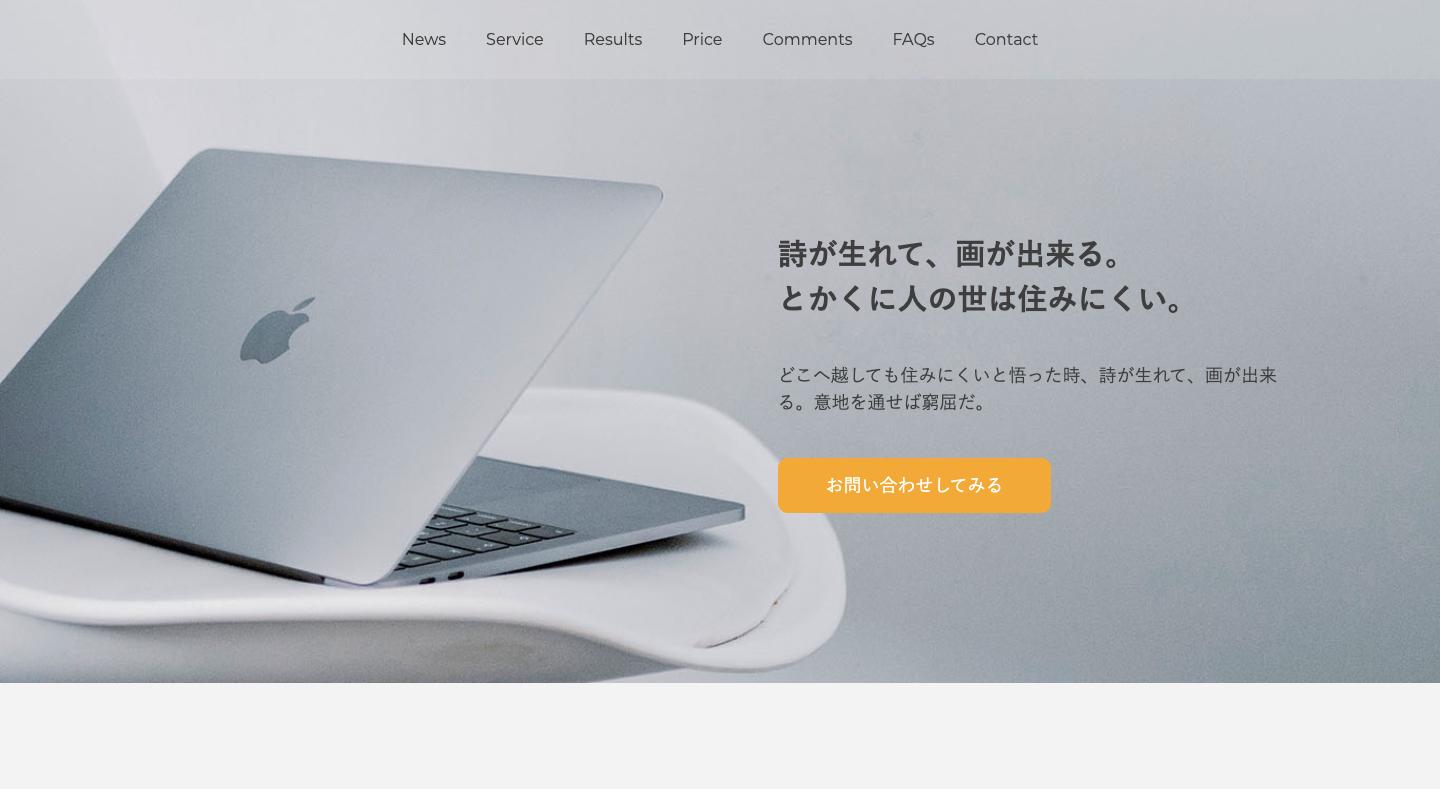 News Service Results Price Comments FAQs Contact
詩が生れて、画が出来る。
とかくに人の世は住みにくい。
どこへ越しても住みにくいと悟った時、詩が生れて、画が出来
る。意地を通せば窮屈だ。
お問い合わせしてみる